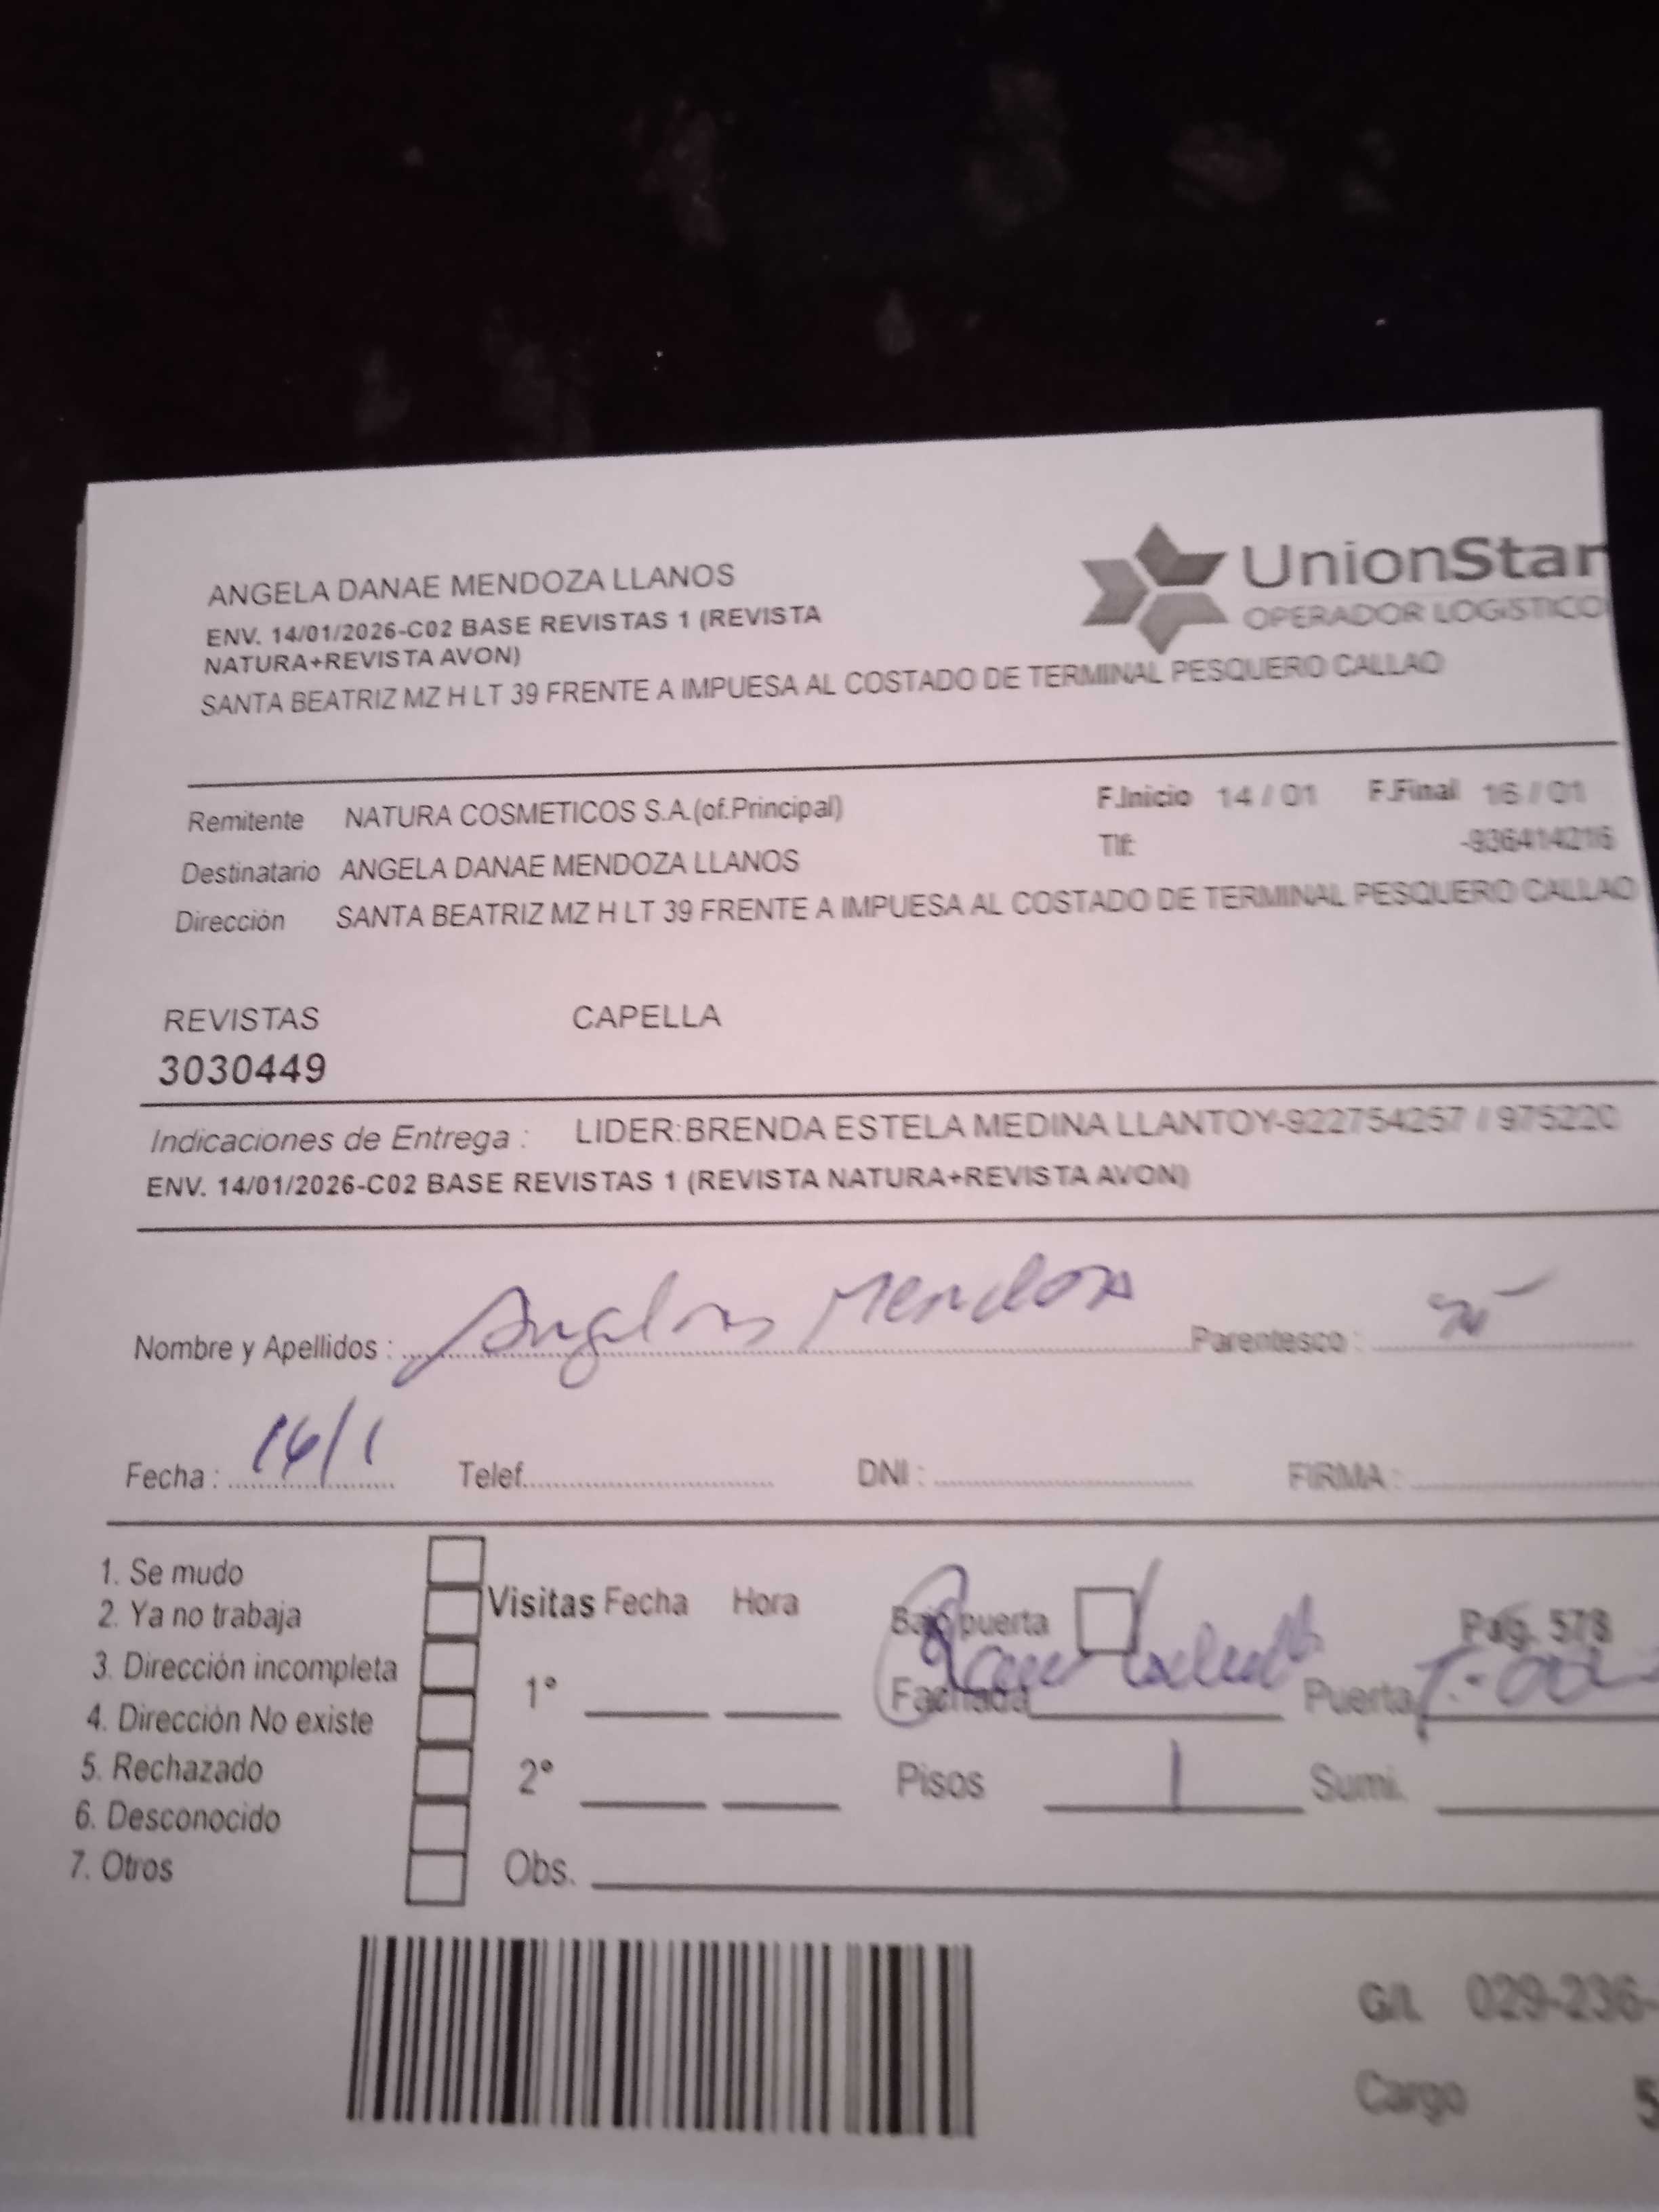 ANGELA DANAE MENDOZA LLANOS
ENV. 14/01/2026-C02 BASE REVISTAS 1 (REVISTA
NATURA+REVISTA AVON)
SANTA BEATRIZ MZ H LT 39 FRENTE A IMPUESA AL COSTADO DE TERMINAL PESQUERO CALLAO
UnionStar
OPERADOR LOGISTICO
Remitente NATURA COSMETICOS S.A.(of.Principal)
F.Inicio 14 / 01 F.Final 16 / 01
Destinatario ANGELA DANAE MENDOZA LLANOS
Tlf: -936414216
Dirección SANTA BEATRIZ MZ H LT 39 FRENTE A IMPUESA AL COSTADO DE TERMINAL PESQUERO CALLAO
REVISTAS CAPELLA
3030449
Indicaciones de Entrega : LIDER:BRENDA ESTELA MEDINA LLANTOY-922754257 / 975220
ENV. 14/01/2026-C02 BASE REVISTAS 1 (REVISTA NATURA+REVISTA AVON)
Nombre y Apellidos : Mendoza Parentesco :
Fecha : Telef. DNI : FIRMA :
1. Se mudo
2. Ya no trabaja
3. Dirección incompleta
4. Dirección No existe
5. Rechazado
6. Desconocido
7. Otros
Visitas Fecha Hora
1°
2°
Obs.
Bajo puerta Pag. 578
Fachada Puerta
Pisos 1 Sumi.
G/I. 029-236-
Cargo 5